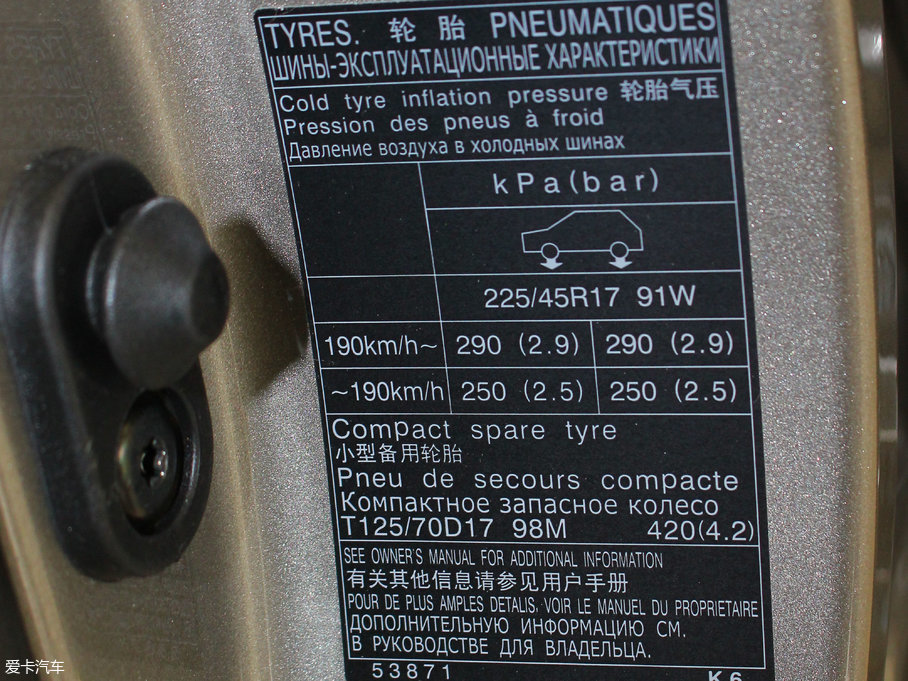 TYRES. 轮 胎 PNEUMATIQUES
ШИНЫ-ЭКСПЛУАТАЦИОННЫЕ ХАРАКТЕРИСТИКИ
Cold tyre inflation pressure 轮胎气压
Pression des pneus à froid
Давление воздуха в холодных шинах
kPa(bar)
225/45R17 91W
190km/h~ 290 (2.9) 290 (2.9)
~190km/h 250 (2.5) 250 (2.5)
Compact spare tyre
小型备用轮胎
Pneu de secours compacte
Компактное запасное колесо
T125/70D17 98M 420(4.2)
SEE OWNER'S MANUAL FOR ADDITIONAL INFORMATION
有关其他信息请参见用户手册
POUR DE PLUS AMPLES DETALIS, VOIR LE MANUEL DU PROPRIETAIRE
ДОПОЛНИТЕЛЬНУЮ ИНФОРМАЦИЮ СМ.
В РУКОВОДСТВЕ ДЛЯ ВЛАДЕЛЬЦА.
53871 K6
爱卡汽车